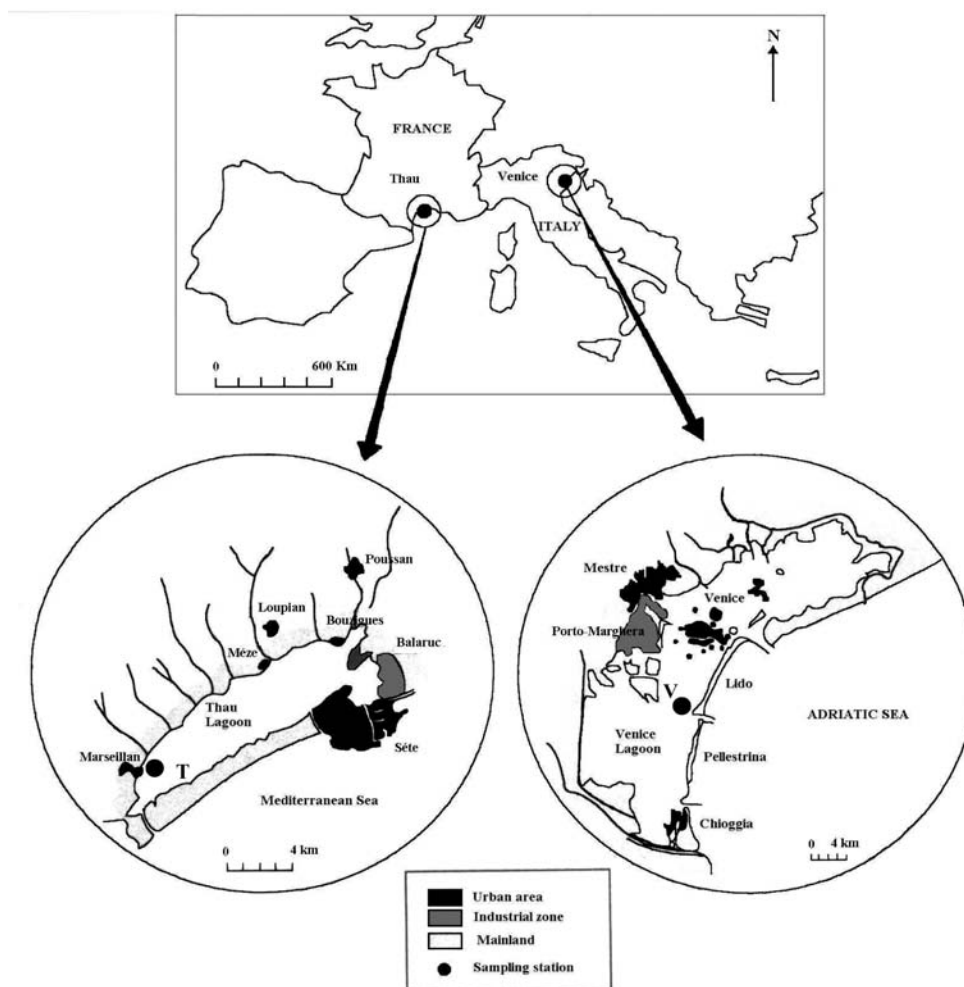 N
FRANCE
Thau
Venice
ITALY
0 600 Km
Poussan
Loupian
Bouzigues
Balaruc
Méze
Thau
Lagoon
Marseillan
T
Séte
Mediterranean Sea
0 4 km
Mestre
Venice
Porto-Marghera
V
Lido
ADRIATIC SEA
Venice
Lagoon
Pellestrina
Chioggia
0 4 km
Urban area
Industrial zone
Mainland
Sampling station